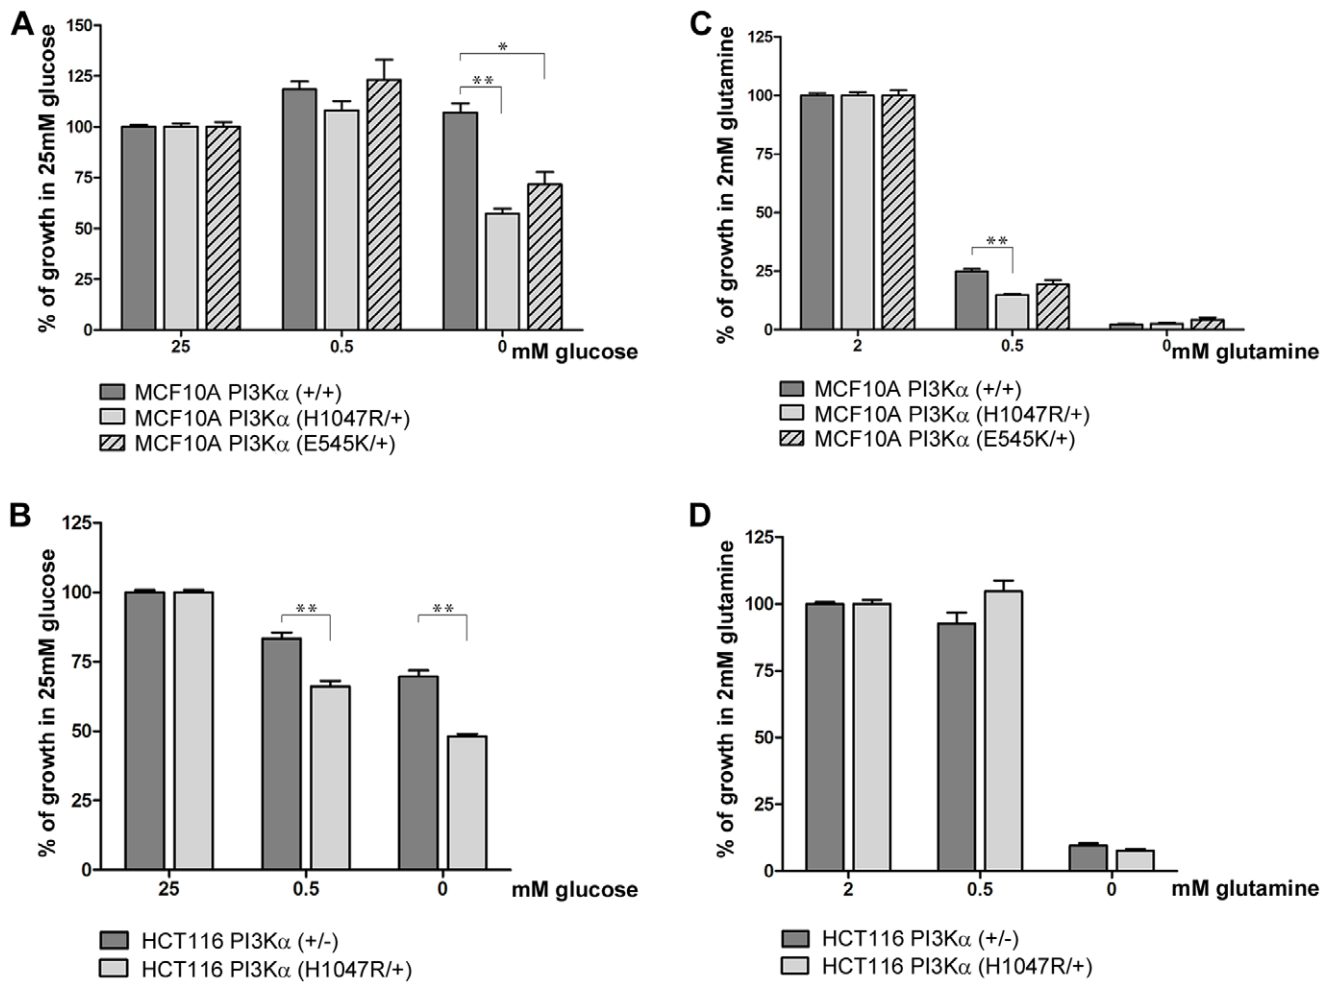 A
% of growth in 25mM glucose
150
125
100
75
50
25
0
*
**
25
0.5
0
mM glucose
MCF10A PI3Kα (+/+)
MCF10A PI3Kα (H1047R/+)
MCF10A PI3Kα (E545K/+)
C
% of growth in 2mM glutamine
125
100
75
50
25
0
**
2
0.5
0
mM glutamine
MCF10A PI3Kα (+/+)
MCF10A PI3Kα (H1047R/+)
MCF10A PI3Kα (E545K/+)
B
% of growth in 25mM glucose
125
100
75
50
25
0
**
**
25
0.5
0
mM glucose
HCT116 PI3Kα (+/-)
HCT116 PI3Kα (H1047R/+)
D
% of growth in 2mM glutamine
125
100
75
50
25
0
2
0.5
0
mM glutamine
HCT116 PI3Kα (+/-)
HCT116 PI3Kα (H1047R/+)